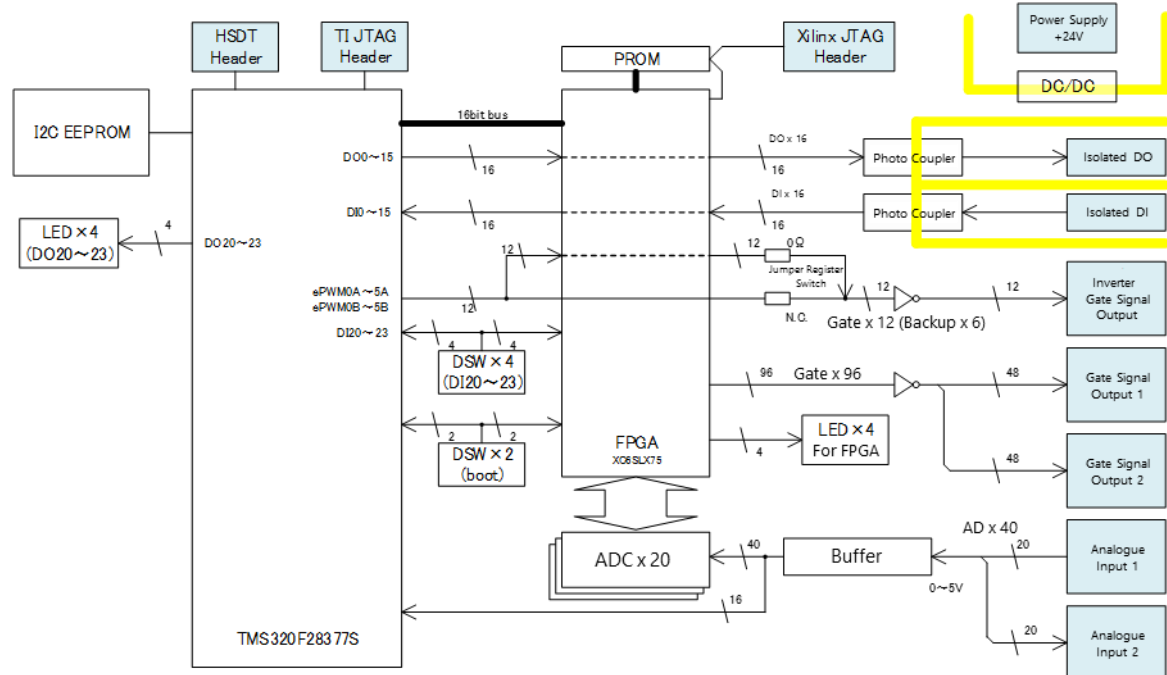 HSDT
Header
TI JTAG
Header
PROM
Xilinx JTAG
Header
Power Supply
+24V
DC/DC
I2C EEPROM
16bit bus
DO0～15
16
DO x 16
16
Photo Coupler
Isolated DO
DI0～15
16
DI x 16
16
Photo Coupler
Isolated DI
LED×4
(DO20～23)
4
DO20～23
12
12
0Ω
Jumper Register
Switch
ePWM0A～5A
ePWM0B～5B
12
N.C.
12
12
Gate x 12 (Backup x 6)
Inverter
Gate Signal
Output
DI20～23
4
4
DSW×4
(DI20～23)
96
Gate x 96
48
Gate Signal
Output 1
2
2
DSW×2
(boot)
FPGA
XC6SLX75
4
LED×4
For FPGA
48
Gate Signal
Output 2
ADC x 20
40
Buffer
0～5V
AD x 40
20
Analogue
Input 1
16
20
Analogue
Input 2
TMS320F28377S